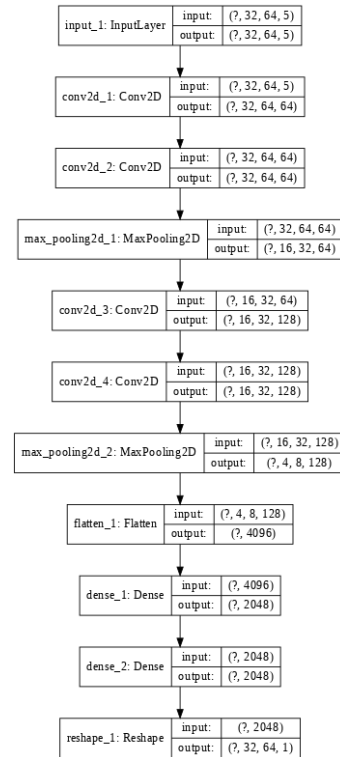 input_1: InputLayer input: (?, 32, 64, 5)
output: (?, 32, 64, 5)
conv2d_1: Conv2D input: (?, 32, 64, 5)
output: (?, 32, 64, 64)
conv2d_2: Conv2D input: (?, 32, 64, 64)
output: (?, 32, 64, 64)
max_pooling2d_1: MaxPooling2D input: (?, 32, 64, 64)
output: (?, 16, 32, 64)
conv2d_3: Conv2D input: (?, 16, 32, 64)
output: (?, 16, 32, 128)
conv2d_4: Conv2D input: (?, 16, 32, 128)
output: (?, 16, 32, 128)
max_pooling2d_2: MaxPooling2D input: (?, 16, 32, 128)
output: (?, 4, 8, 128)
flatten_1: Flatten input: (?, 4, 8, 128)
output: (?, 4096)
dense_1: Dense input: (?, 4096)
output: (?, 2048)
dense_2: Dense input: (?, 2048)
output: (?, 2048)
reshape_1: Reshape input: (?, 2048)
output: (?, 32, 64, 1)